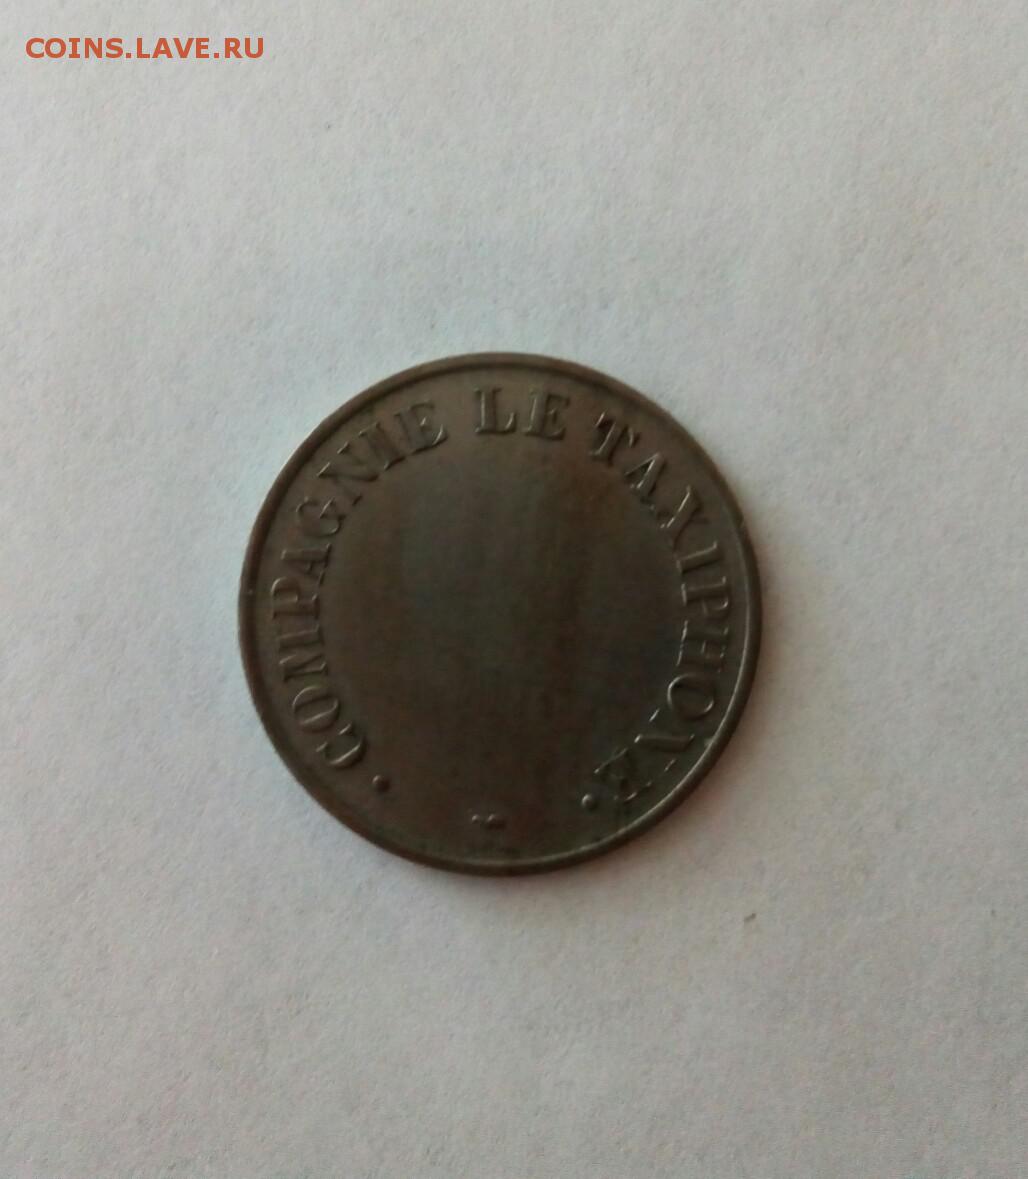 COINS.LAVE.RU
· COMPAGNIE LE TAXIPHONE ·